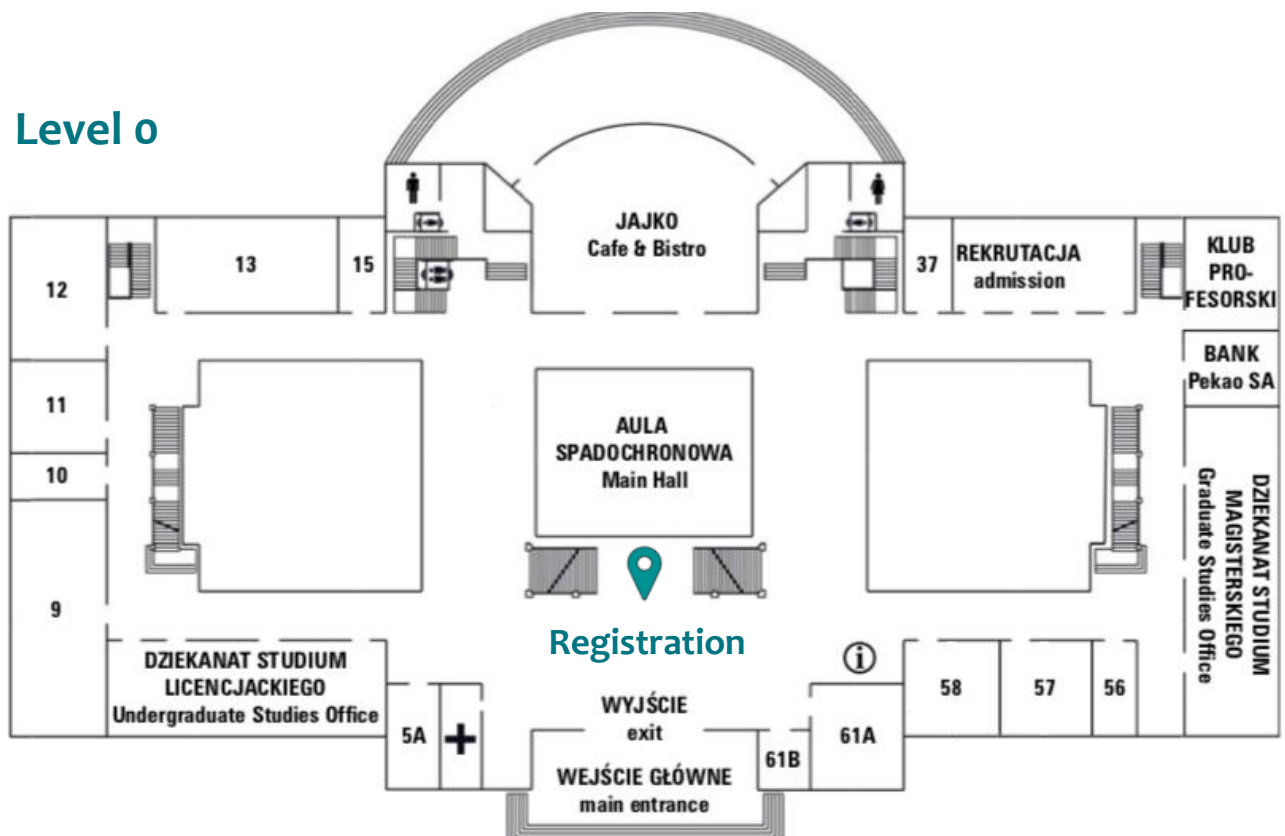 Level 0
JAJKO
Cafe & Bistro
12
13
15
37
REKRUTACJA
admission
KLUB
PRO-
FESORSKI
BANK
Pekao SA
11
10
9
AULA
SPADOCHRONOWA
Main Hall
DZIEKANAT STUDIUM
MAGISTERSKIEGO
Graduate Studies Office
Registration
DZIEKANAT STUDIUM
LICENCJACKIEGO
Undergraduate Studies Office
5A
WYJŚCIE
exit
WEJŚCIE GŁÓWNE
main entrance
61B
61A
i
58
57
56